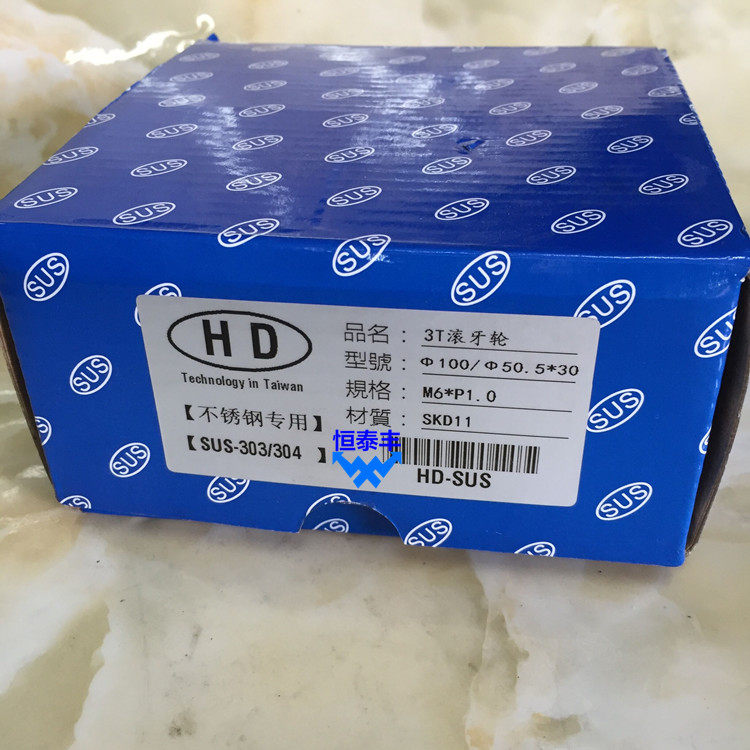 SUS
HD
Technology in Taiwan
【不锈钢专用】
【SUS-303/304】
品名: 3T滚牙轮
型號: Φ100/Φ50.5*30
規格: M6*P1.0
材質: SKD11
恒泰丰
HD-SUS